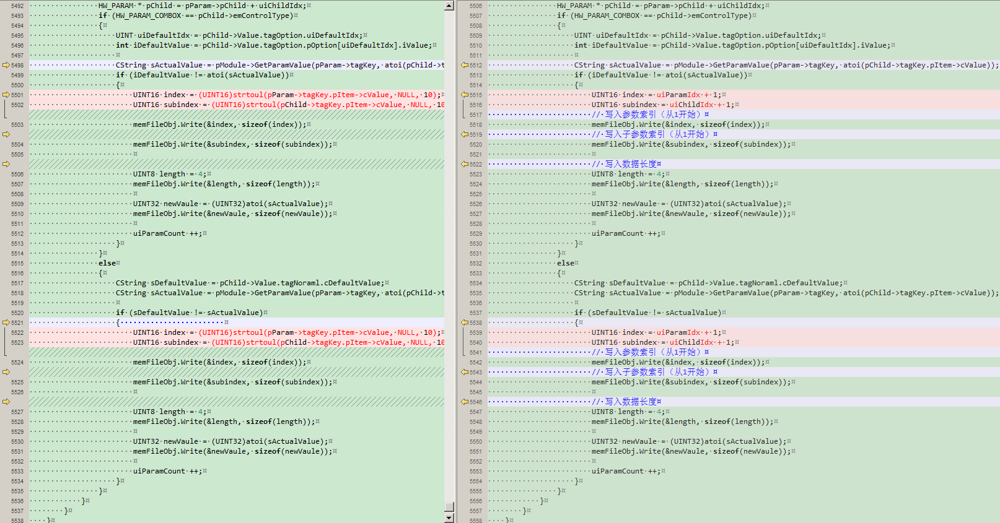 5492 HW_PARAM * pChild = pParam->pChild + uiChildIdx;¤
5493 if (HW_PARAM_COMBOX == pChild->emControlType)¤
5494 {¤
5495 UINT uiDefaultIdx = pChild->Value.tagOption.uiDefaultIdx;¤
5496 int iDefaultValue = pChild->Value.tagOption.pOption[uiDefaultIdx].iValue;¤
5497 ¤
5498 CString sActualValue = pModule->GetParamValue(pParam->tagKey, atoi(pChild->t
5499 if (iDefaultValue != atoi(sActualValue))¤
5500 {¤
5501 UINT16 index = (UINT16)strtoul(pParam->tagKey.pItem->cValue, NULL, 10);¤
5502 UINT16 subindex = (UINT16)strtoul(pChild->tagKey.pItem->cValue, NULL, 10
5503 memFileObj.Write(&index, sizeof(index));¤
5504 memFileObj.Write(&subindex, sizeof(subindex));¤
5505 ¤
5506 UINT8 length = 4;¤
5507 memFileObj.Write(&length, sizeof(length));¤
5508 ¤
5509 UINT32 newVaule = (UINT32)atoi(sActualValue);¤
5510 memFileObj.Write(&newVaule, sizeof(newVaule));¤
5511 ¤
5512 uiParamCount ++;¤
5513 }¤
5514 }¤
5515 else¤
5516 {¤
5517 CString sDefaultValue = pChild->Value.tagNoraml.cDefaultValue;¤
5518 CString sActualValue = pModule->GetParamValue(pParam->tagKey, atoi(pChild->t
5519 ¤
5520 if (sDefaultValue != sActualValue)¤
5521 { ¤
5522 UINT16 index = (UINT16)strtoul(pParam->tagKey.pItem->cValue, NULL, 10);¤
5523 UINT16 subindex = (UINT16)strtoul(pChild->tagKey.pItem->cValue, NULL, 10
5524 memFileObj.Write(&index, sizeof(index));¤
5525 memFileObj.Write(&subindex, sizeof(subindex));¤
5526 ¤
5527 UINT8 length = 4;¤
5528 memFileObj.Write(&length, sizeof(length));¤
5529 ¤
5530 UINT32 newVaule = (UINT32)atoi(sActualValue);¤
5531 memFileObj.Write(&newVaule, sizeof(newVaule));¤
5532 ¤
5533 uiParamCount ++;¤
5534 }¤
5535 }¤
5536 }¤
5537 }¤
5538 }¤
5506 HW_PARAM * pChild = pParam->pChild + uiChildIdx;¤
5507 if (HW_PARAM_COMBOX == pChild->emControlType)¤
5508 {¤
5509 UINT uiDefaultIdx = pChild->Value.tagOption.uiDefaultIdx;¤
5510 int iDefaultValue = pChild->Value.tagOption.pOption[uiDefaultIdx].iValue;¤
5511 ¤
5512 CString sActualValue = pModule->GetParamValue(pParam->tagKey, atoi(pChild->tagKey.pItem->cValue));
5513 if (iDefaultValue != atoi(sActualValue))¤
5514 {¤
5515 UINT16 index = uiParamIdx + 1;¤
5516 UINT16 subindex = uiChildIdx + 1;¤
5517 // 写入参数索引（从1开始）¤
5518 memFileObj.Write(&index, sizeof(index));¤
5519 // 写入子参数索引（从1开始）¤
5520 memFileObj.Write(&subindex, sizeof(subindex));¤
5521 ¤
5522 // 写入数据长度¤
5523 UINT8 length = 4;¤
5524 memFileObj.Write(&length, sizeof(length));¤
5525 ¤
5526 UINT32 newVaule = (UINT32)atoi(sActualValue);¤
5527 memFileObj.Write(&newVaule, sizeof(newVaule));¤
5528 ¤
5529 uiParamCount ++;¤
5530 }¤
5531 }¤
5532 else¤
5533 {¤
5534 CString sDefaultValue = pChild->Value.tagNoraml.cDefaultValue;¤
5535 CString sActualValue = pModule->GetParamValue(pParam->tagKey, atoi(pChild->tagKey.pItem->cValue));
5536 ¤
5537 if (sDefaultValue != sActualValue)¤
5538 {¤
5539 UINT16 index = uiParamIdx + 1;¤
5540 UINT16 subindex = uiChildIdx + 1;¤
5541 // 写入参数索引（从1开始）¤
5542 memFileObj.Write(&index, sizeof(index));¤
5543 // 写入子参数索引（从1开始）¤
5544 memFileObj.Write(&subindex, sizeof(subindex));¤
5545 ¤
5546 // 写入数据长度¤
5547 UINT8 length = 4;¤
5548 memFileObj.Write(&length, sizeof(length));¤
5549 ¤
5550 UINT32 newVaule = (UINT32)atoi(sActualValue);¤
5551 memFileObj.Write(&newVaule, sizeof(newVaule));¤
5552 ¤
5553 uiParamCount ++;¤
5554 }¤
5555 }¤
5556 }¤
5557 }¤
5558 }¤